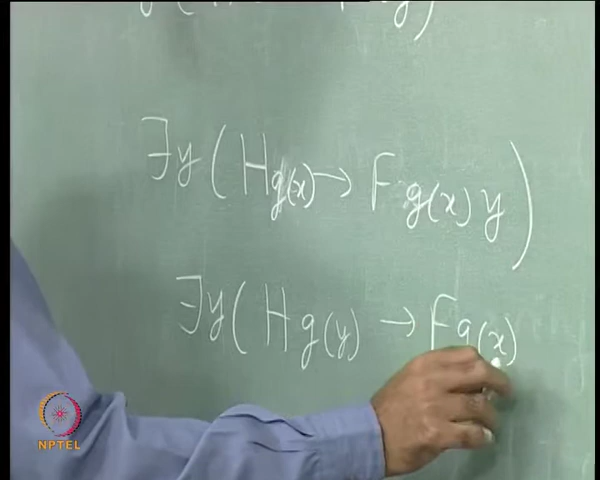 ∃y(Hg(x) → Fg(x)y)
∃y(Hg(y) → Fg(x)
NPTEL